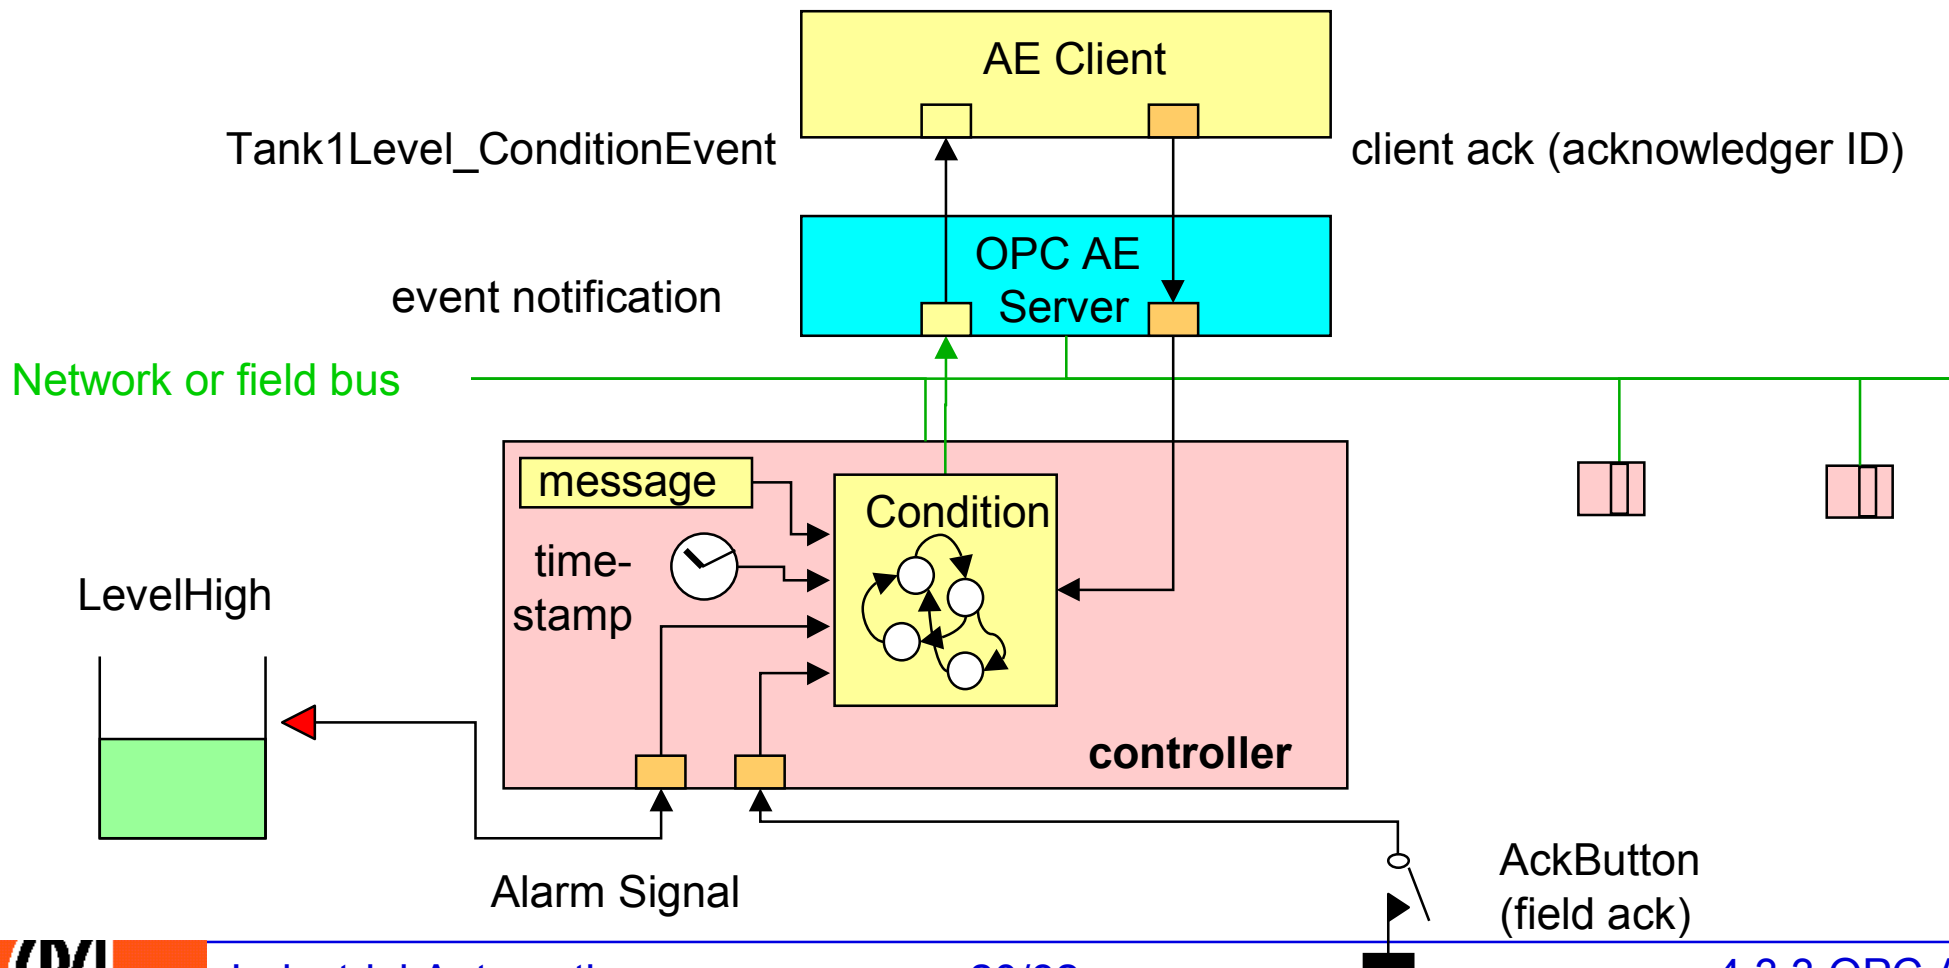 AE Client
Tank1Level_ConditionEvent
client ack (acknowledger ID)
OPC AE
Server
event notification
Network or field bus
message
Condition
time-
stamp
LevelHigh
controller
Alarm Signal
AckButton
(field ack)